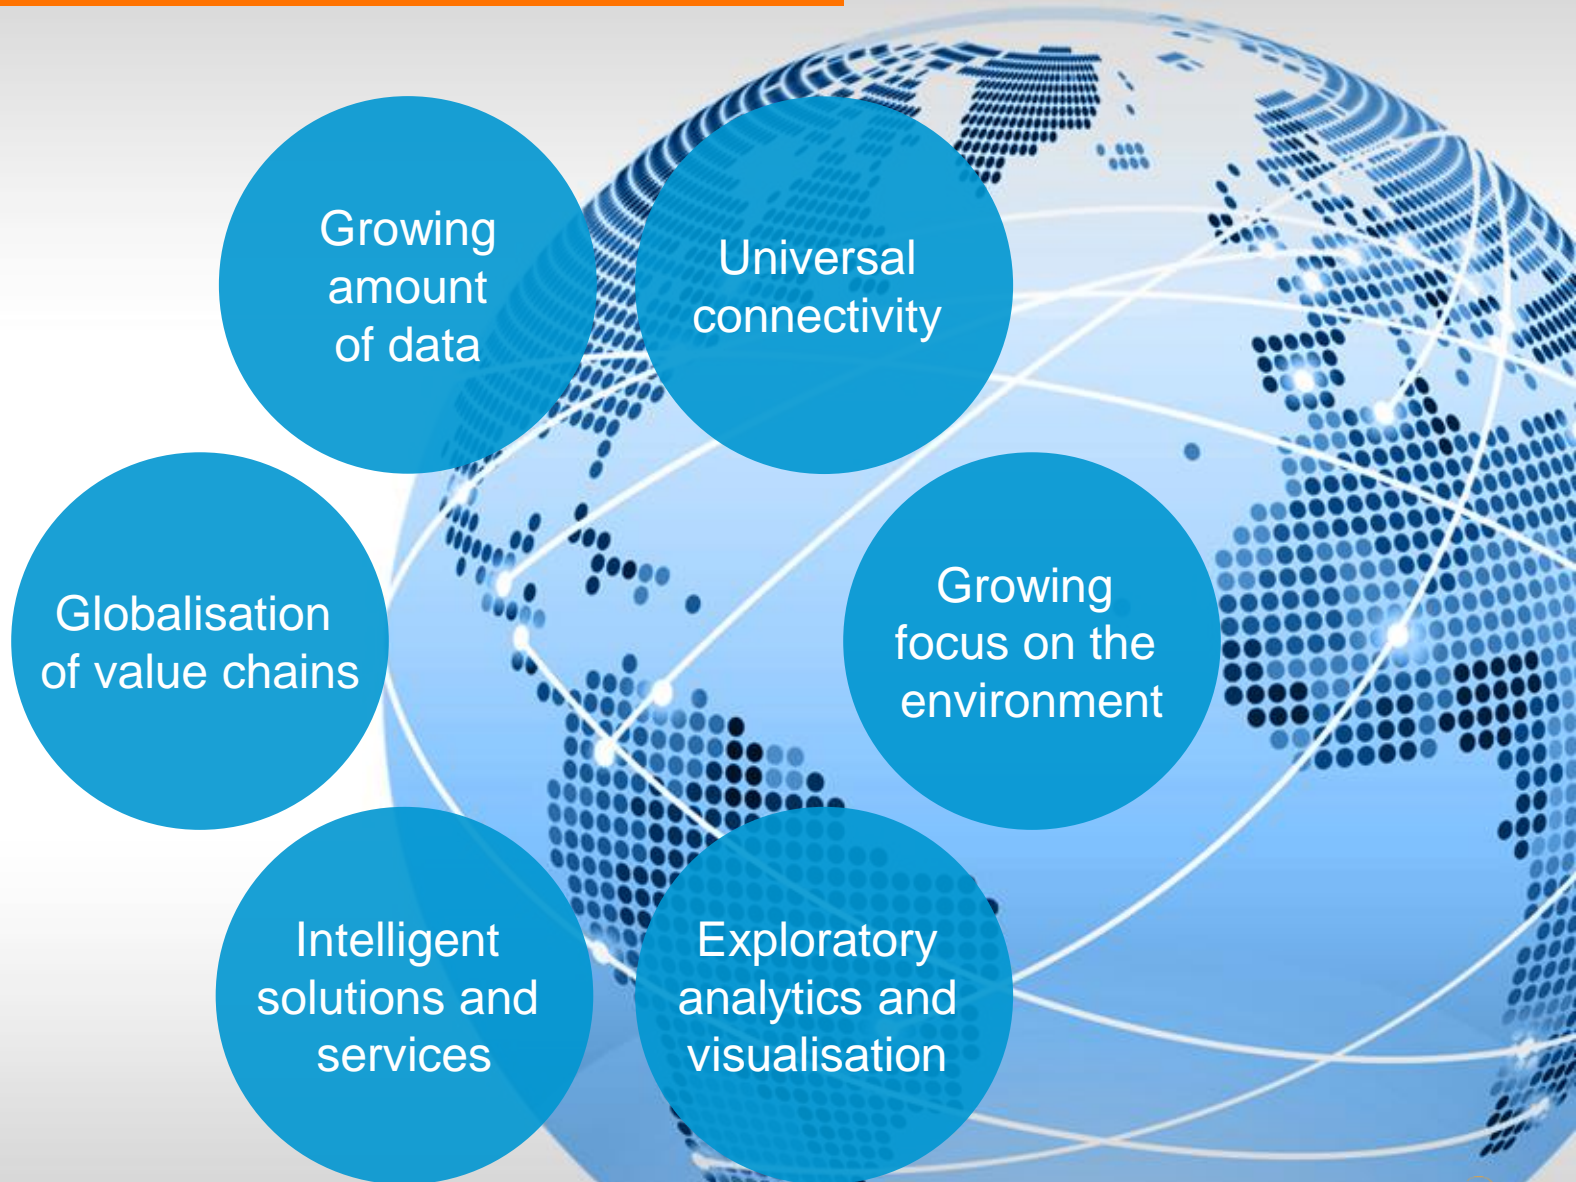 Growing
amount
of data
Universal
connectivity
Globalisation
of value chains
Growing
focus on the
environment
Intelligent
solutions and
services
Exploratory
analytics and
visualisation